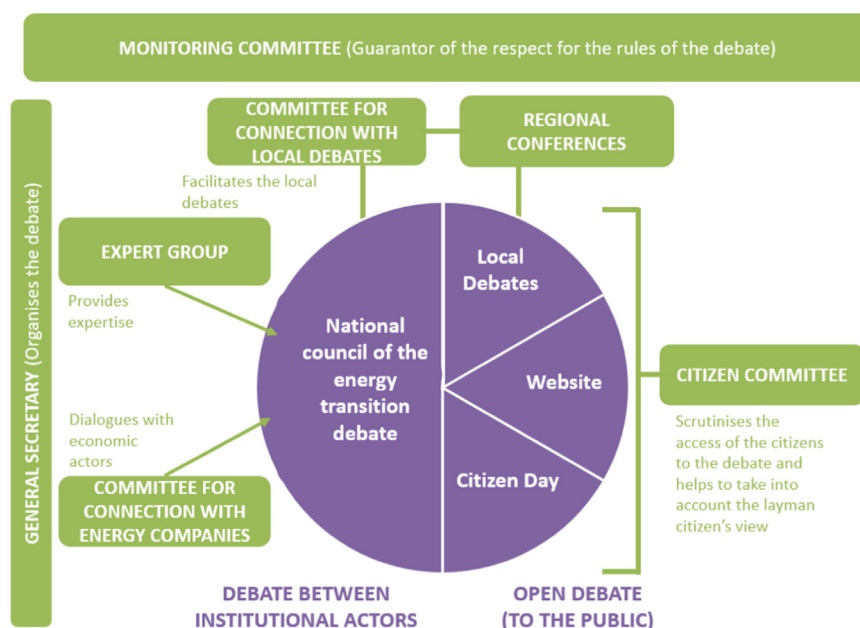 MONITORING COMMITTEE (Guarantor of the respect for the rules of the debate)
GENERAL SECRETARY (Organises the debate)
COMMITTEE FOR
CONNECTION WITH
LOCAL DEBATES
REGIONAL
CONFERENCES
Facilitates the local
debates
EXPERT GROUP
Provides
expertise
Dialogues with
economic
actors
COMMITTEE FOR
CONNECTION WITH
ENERGY COMPANIES
National
council of the
energy
transition
debate
Local
Debates
Website
Citizen Day
CITIZEN COMMITTEE
Scrutinises the
access of the citizens
to the debate and
helps to take into
account the layman
citizen's view
DEBATE BETWEEN
INSTITUTIONAL ACTORS
OPEN DEBATE
(TO THE PUBLIC)